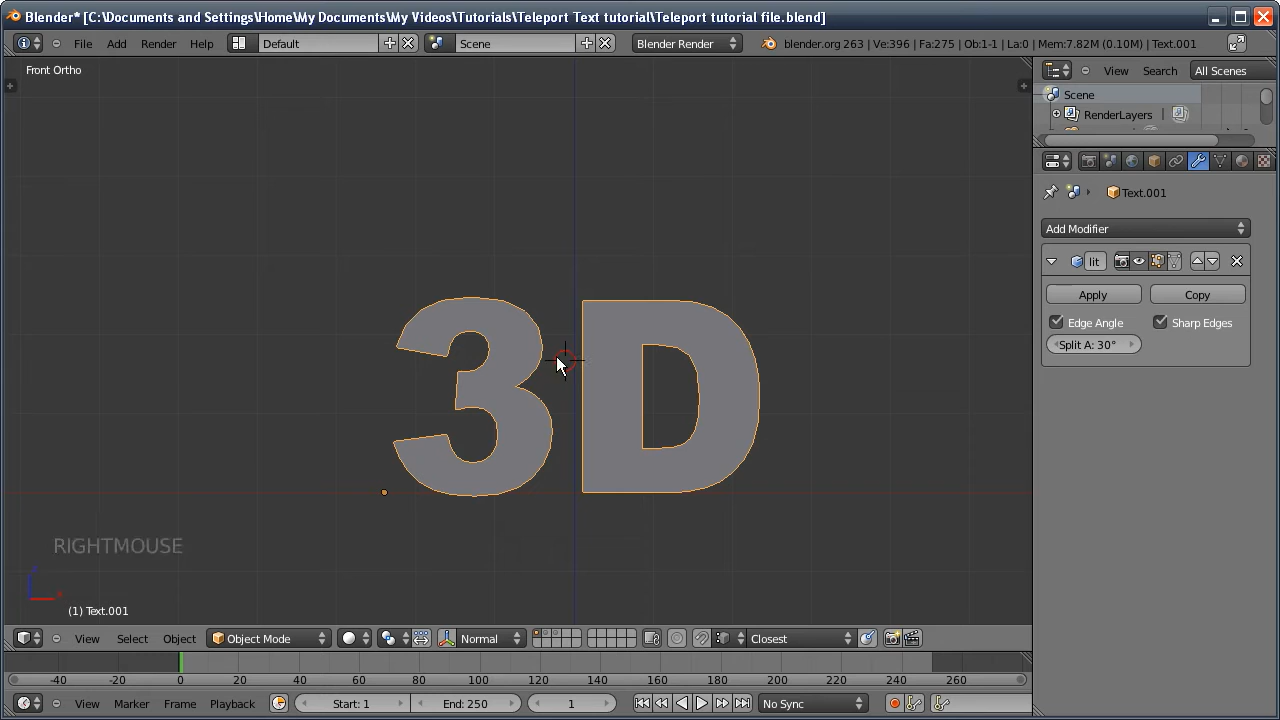 Blender* [C:\Documents and Settings\Home\My Documents\My Videos\Tutorials\Teleport Text tutorial\Teleport tutorial file.blend]
File Add Render Help Default Scene Blender Render blender.org 263 | Ve:396 | Fa:275 | Ob:1-1 | La:0 | Mem:7.82M (0.10M) | Text.001
Front Ortho
View Search All Scenes
Scene
RenderLayers
Text.001
Add Modifier
lit
Apply Copy
Edge Angle Sharp Edges
Split A: 30°
3D
RIGHTMOUSE
(1) Text.001
View Select Object Object Mode Normal Closest
-40 -20 0 20 40 60 80 100 120 140 160 180 200 220 240 260
View Marker Frame Playback Start: 1 End: 250 1 No Sync